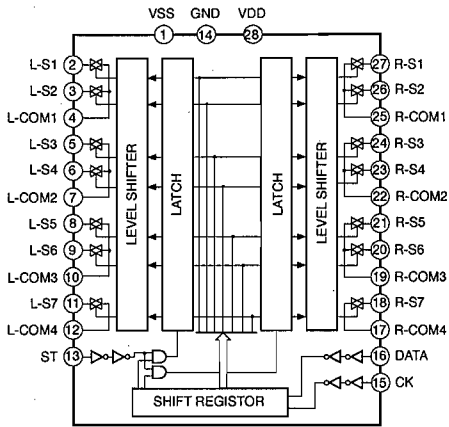 VSS GND VDD
1 14 28
L-S1 2
L-S2 3
L-COM1 4
L-S3 5
L-S4 6
L-COM2 7
L-S5 8
L-S6 9
L-COM3 10
L-S7 11
L-COM4 12
ST 13
LEVEL SHIFTER
LATCH
LATCH
LEVEL SHIFTER
27 R-S1
26 R-S2
25 R-COM1
24 R-S3
23 R-S4
22 R-COM2
21 R-S5
20 R-S6
19 R-COM3
18 R-S7
17 R-COM4
16 DATA
15 CK
SHIFT REGISTOR